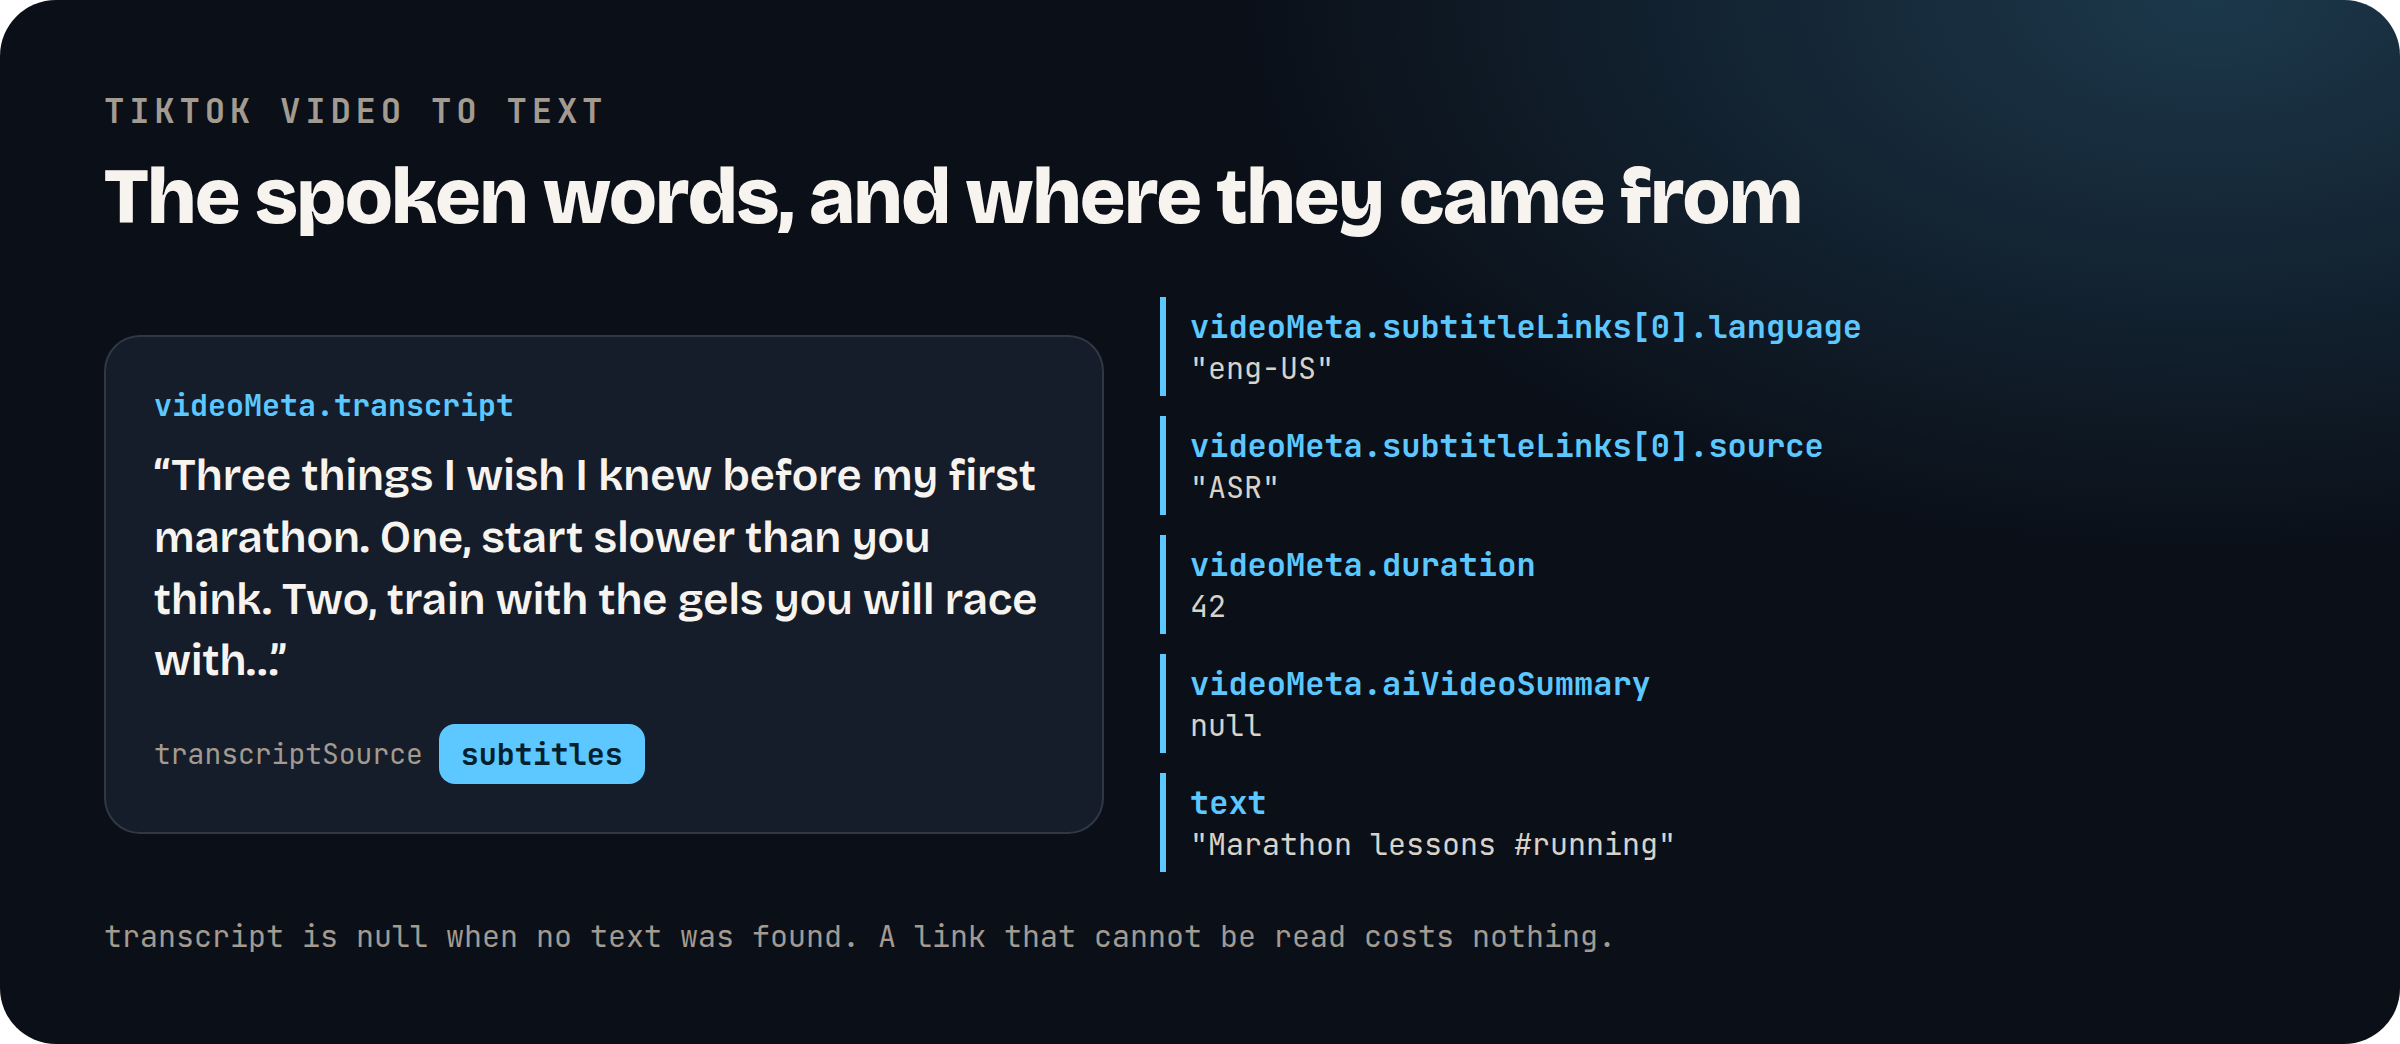 TIKTOK VIDEO TO TEXT
The spoken words, and where they came from
videoMeta.transcript
“Three things I wish I knew before my first
marathon. One, start slower than you
think. Two, train with the gels you will race
with...”
transcriptSource subtitles
videoMeta.subtitleLinks[0].language
"eng-US"
videoMeta.subtitleLinks[0].source
"ASR"
videoMeta.duration
42
videoMeta.aiVideoSummary
null
text
"Marathon lessons #running"
transcript is null when no text was found. A link that cannot be read costs nothing.